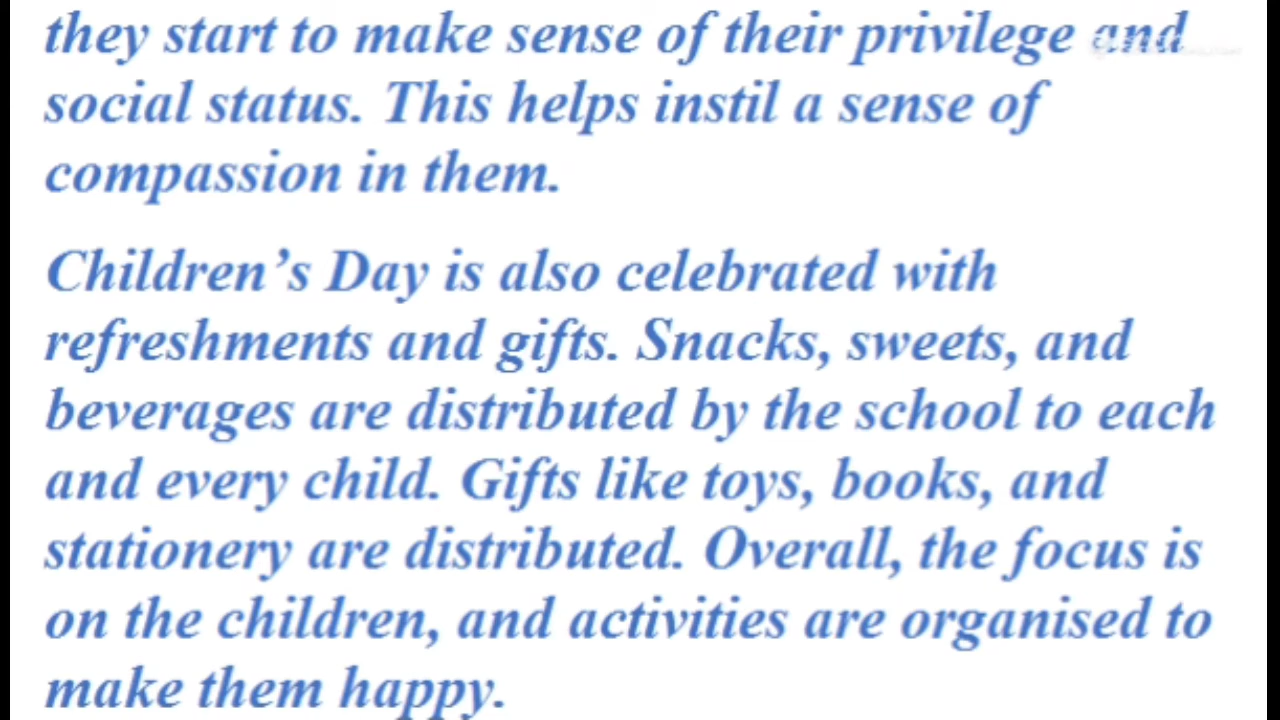 they start to make sense of their privilege and
social status. This helps instil a sense of
compassion in them.
Children’s Day is also celebrated with
refreshments and gifts. Snacks, sweets, and
beverages are distributed by the school to each
and every child. Gifts like toys, books, and
stationery are distributed. Overall, the focus is
on the children, and activities are organised to
make them happy.